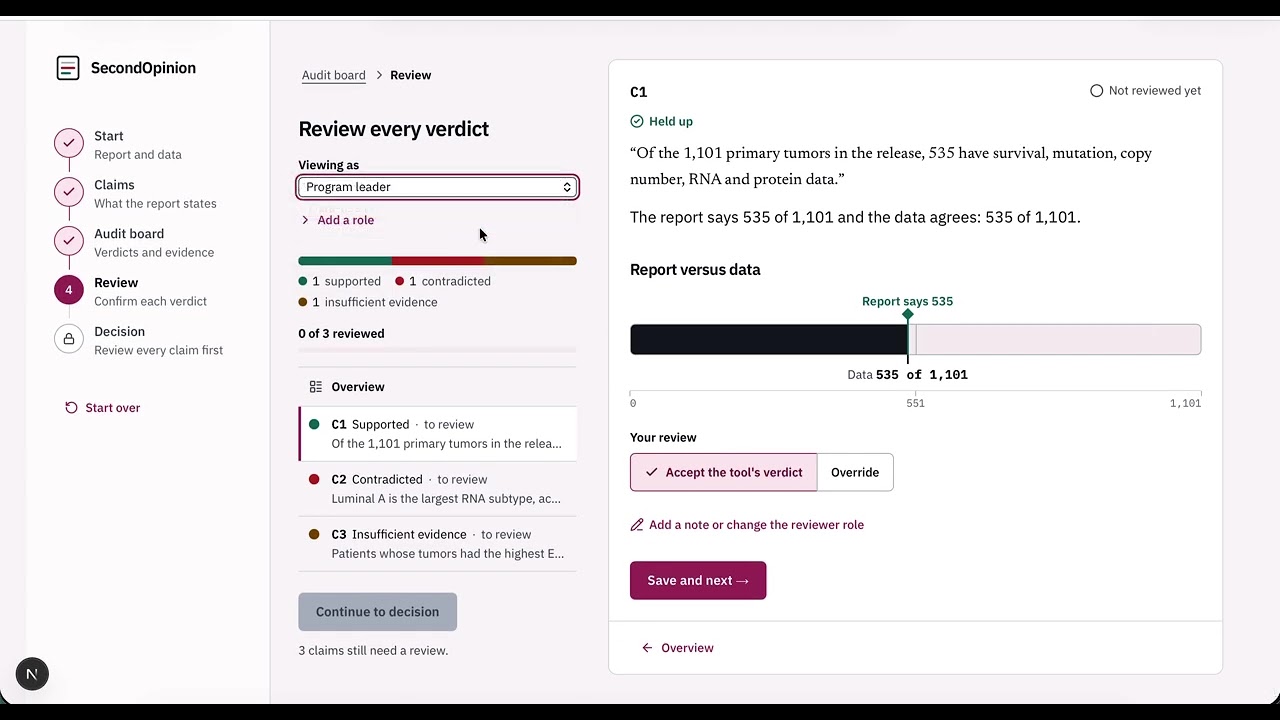 SecondOpinion
Start
Report and data
Claims
What the report states
Audit board
Verdicts and evidence
4
Review
Confirm each verdict
Decision
Review every claim first
Start over
N
Audit board > Review
Review every verdict
Viewing as
Program leader
Add a role
1 supported
1 contradicted
1 insufficient evidence
0 of 3 reviewed
Overview
C1 Supported · to review
Of the 1,101 primary tumors in the relea...
C2 Contradicted · to review
Luminal A is the largest RNA subtype, ac...
C3 Insufficient evidence · to review
Patients whose tumors had the highest E...
Continue to decision
3 claims still need a review.
C1
Not reviewed yet
Held up
“Of the 1,101 primary tumors in the release, 535 have survival, mutation, copy
number, RNA and protein data.”
The report says 535 of 1,101 and the data agrees: 535 of 1,101.
Report versus data
Report says 535
Data 535 of 1,101
0
551
1,101
Your review
Accept the tool's verdict
Override
Add a note or change the reviewer role
Save and next →
← Overview